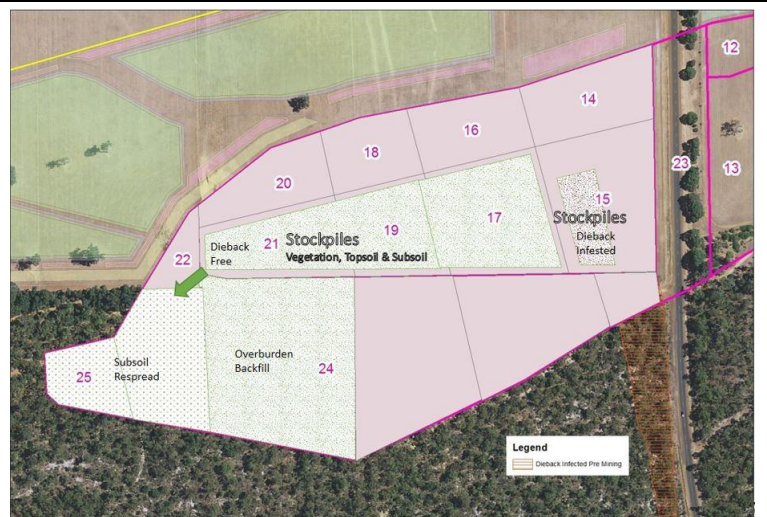 12
14
16
18
23
13
20
15
Stockpiles
17
19
21
Stockpiles
Vegetation, Topsoil & Subsoil
Dieback
Free
Dieback
Infested
22
Overburden
Backfill
24
Subsoil
Respread
25
Legend
Dieback Infected Pre Mining